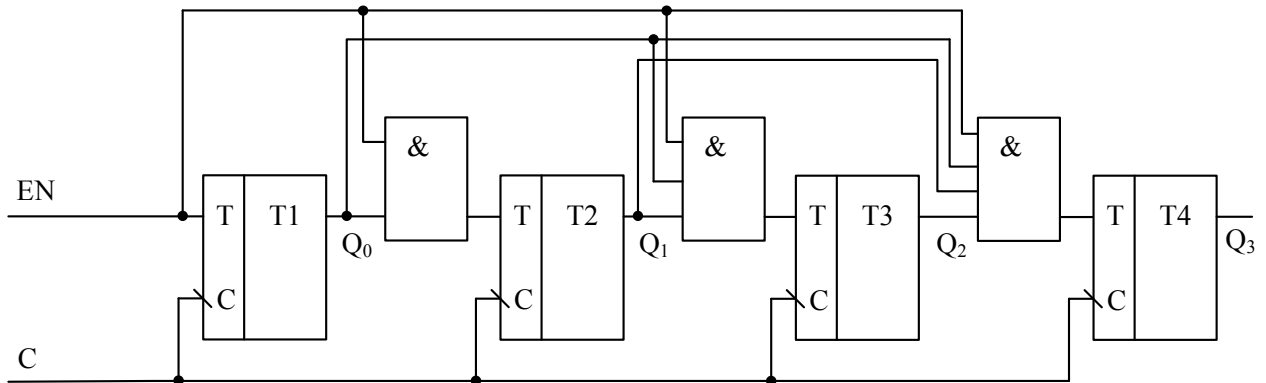 & & &
EN T T1 T T2 T T3 T T4
Q₀ Q₁ Q₂ Q₃
C C C C
C